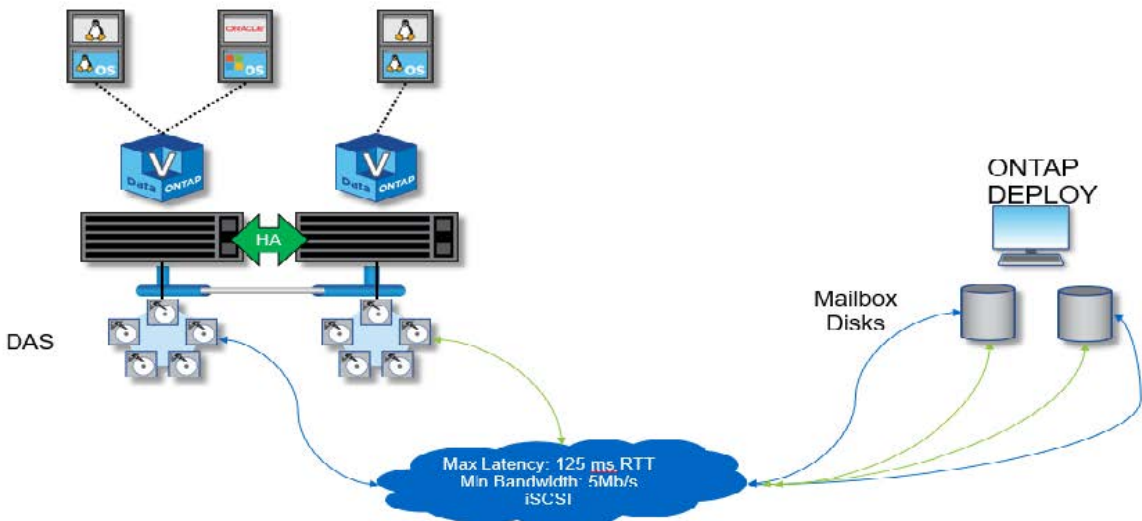 ORACLE
OS
OS
OS
V
Data ONTAP
V
Data ONTAP
HA
DAS
ONTAP
DEPLOY
Mailbox
Disks
Max Latency: 125 ms RTT
Min Bandwidth: 5Mb/s
iSCSI